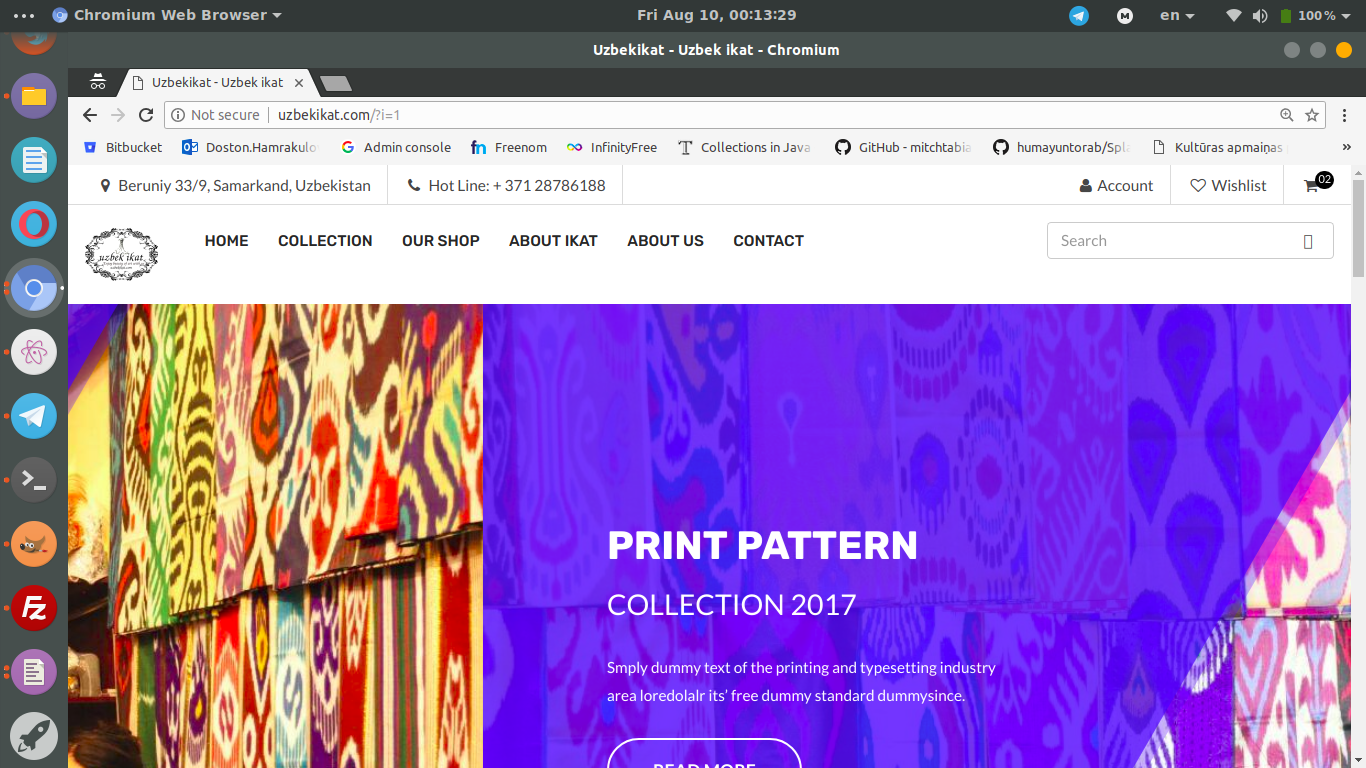 Chromium Web Browser
Fri Aug 10, 00:13:29
en
100 %
Uzbekikat - Uzbek ikat - Chromium
Uzbekikat - Uzbek ikat
Not secure
uzbekikat.com/?i=1
Bitbucket
Doston.Hamrakulo
G Admin console
fn Freenom
InfinityFree
T Collections in Java
GitHub - mitchtabia
humayuntorab/Spla
Kultūras apmaiņas
»
Beruniy 33/9, Samarkand, Uzbekistan
Hot Line: + 371 28786188
Account
Wishlist
02
uzbek ikat
HOME
COLLECTION
OUR SHOP
ABOUT IKAT
ABOUT US
CONTACT
Search
PRINT PATTERN
COLLECTION 2017
Smply dummy text of the printing and typesetting industry
area loredolalr its’ free dummy standard dummysince.
READ MORE